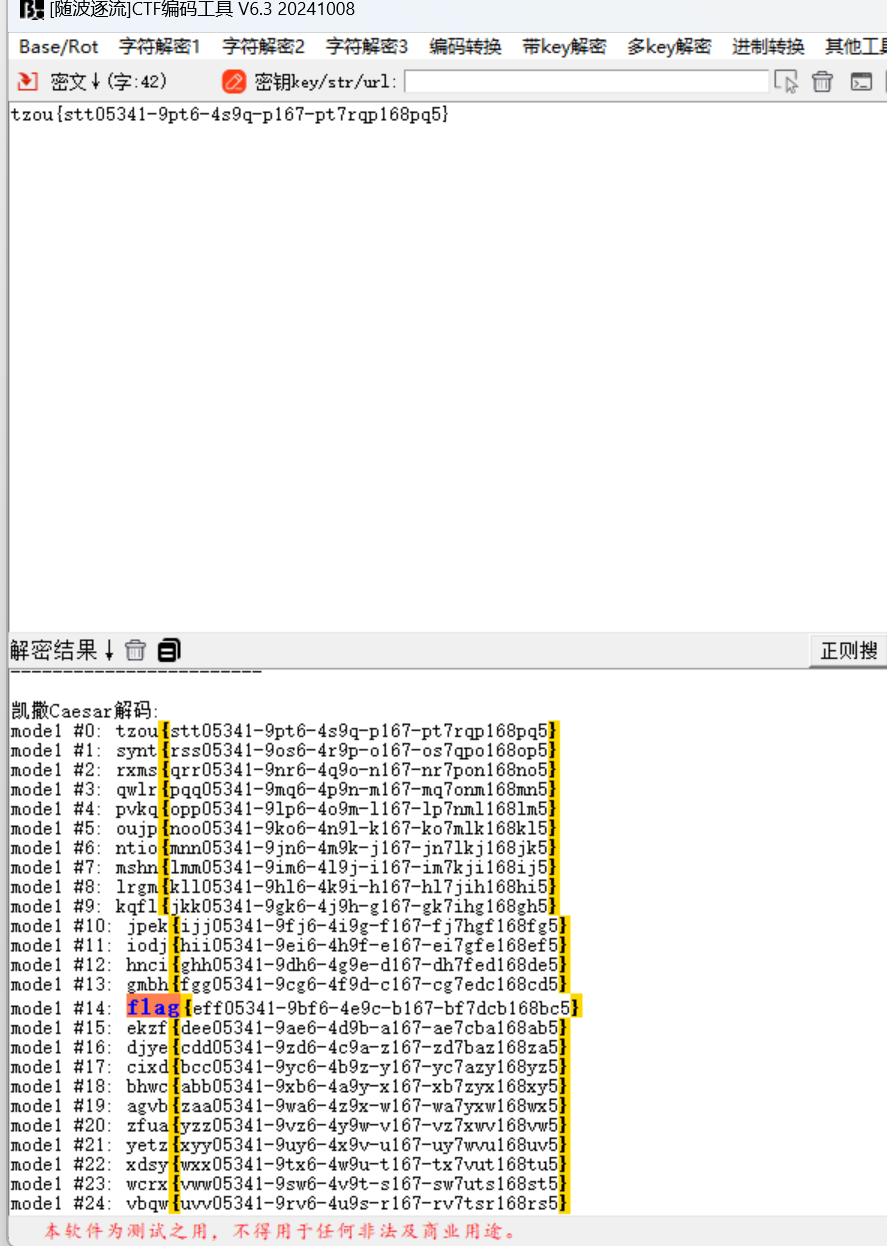 [随波逐流]CTF编码工具 V6.3 20241008
Base/Rot 字符解密1 字符解密2 字符解密3 编码转换 带key解密 多key解密 进制转换 其他工具
密文↓(字:42) 密钥key/str/url:
tzou{stt05341-9pt6-4s9q-p167-pt7rqp168pq5}
解密结果↓ 正则搜
------------------------
凯撒Caesar解码:
mode1 #0: tzou{stt05341-9pt6-4s9q-p167-pt7rqp168pq5}
mode1 #1: synt{rss05341-9os6-4r9p-o167-os7qpo168op5}
mode1 #2: rxms{qrr05341-9nr6-4q9o-n167-nr7pon168no5}
mode1 #3: qwlr{pqq05341-9mq6-4p9n-m167-mq7onm168mn5}
mode1 #4: pvkq{opp05341-9lp6-4o9m-l167-lp7nml168lm5}
mode1 #5: oujp{noo05341-9ko6-4n9l-k167-ko7mlk168kl5}
mode1 #6: ntio{mnn05341-9jn6-4m9k-j167-jn7lkj168jk5}
mode1 #7: mshn{lmm05341-9im6-4l9j-i167-im7kji168ij5}
mode1 #8: lrgm{kll05341-9hl6-4k9i-h167-hl7jih168hi5}
mode1 #9: kqfl{jkk05341-9gk6-4j9h-g167-gk7ihg168gh5}
mode1 #10: jpek{ijj05341-9fj6-4i9g-f167-fj7hgf168fg5}
mode1 #11: iodj{hii05341-9ei6-4h9f-e167-ei7gfe168ef5}
mode1 #12: hnci{ghh05341-9dh6-4g9e-d167-dh7fed168de5}
mode1 #13: gmbh{fgg05341-9cg6-4f9d-c167-cg7edc168cd5}
mode1 #14: flag{eff05341-9bf6-4e9c-b167-bf7dcb168bc5}
mode1 #15: ekzf{dee05341-9ae6-4d9b-a167-ae7cba168ab5}
mode1 #16: djye{cdd05341-9zd6-4c9a-z167-zd7baz168za5}
mode1 #17: cixd{bcc05341-9yc6-4b9z-y167-yc7azy168yz5}
mode1 #18: bhwc{abb05341-9xb6-4a9y-x167-xb7zyx168xy5}
mode1 #19: agvb{zaa05341-9wa6-4z9x-w167-wa7yxw168wx5}
mode1 #20: zfua{yzz05341-9vz6-4y9w-v167-vz7xwv168vw5}
mode1 #21: yetz{xyy05341-9uy6-4x9v-u167-uy7wvu168uv5}
mode1 #22: xdsy{wxx05341-9tx6-4w9u-t167-tx7vut168tu5}
mode1 #23: wcrx{vww05341-9sw6-4v9t-s167-sw7uts168st5}
mode1 #24: vbqw{uvv05341-9rv6-4u9s-r167-rv7tsr168rs5}
本软件为测试之用，不得用于任何非法及商业用途。